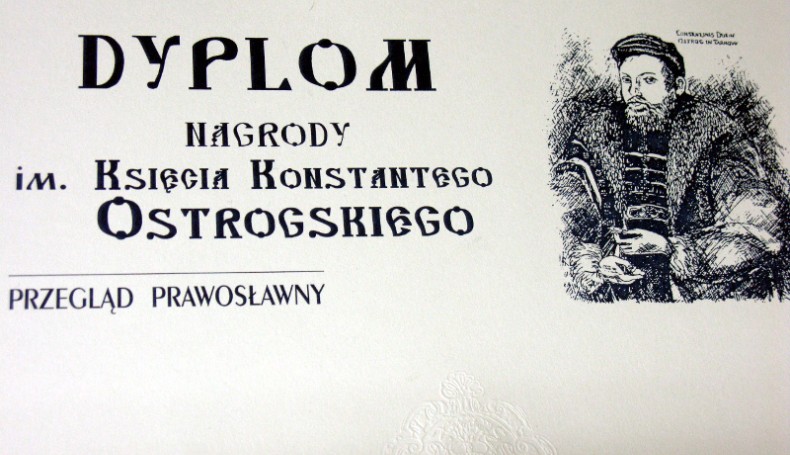 DYPLOM
NAGRODY
im. KSIĘCIA KONSTANTEGO
OSTROGSKIEGO
PRZEGLĄD PRAWOSŁAWNY